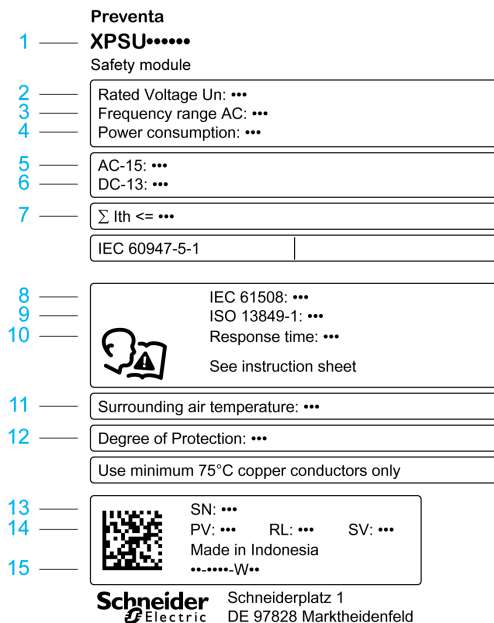 Preventa
1 XPSU••••••
Safety module
2 Rated Voltage Un: •••
3 Frequency range AC: •••
4 Power consumption: •••
5 AC-15: •••
6 DC-13: •••
7 ∑ Ith <= •••
IEC 60947-5-1
8 IEC 61508: •••
9 ISO 13849-1: •••
10 Response time: •••
See instruction sheet
11 Surrounding air temperature: •••
12 Degree of Protection: •••
Use minimum 75°C copper conductors only
13 SN: •••
14 PV: ••• RL: ••• SV: •••
Made in Indonesia
15 ••-••••-W••
Schneider Schneiderplatz 1
Electric DE 97828 Marktheidenfeld